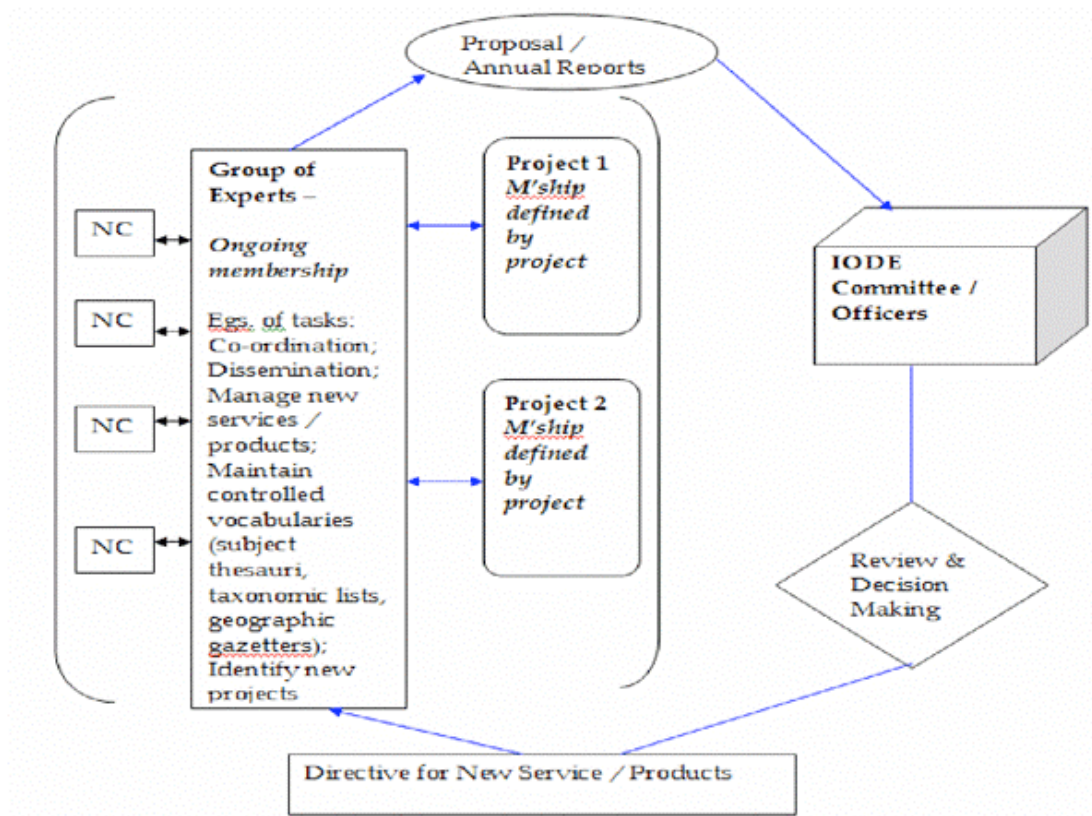 Proposal /
Annual Reports
Group of
Experts –
Ongoing
membership
Egs. of tasks:
Co-ordination;
Dissemination;
Manage new
services /
products;
Maintain
controlled
vocabularies
(subject
thesauri,
taxonomic lists,
geographic
gazetters);
Identify new
projects
NC
NC
NC
NC
Project 1
M'ship
defined
by
project
Project 2
M'ship
defined
by
project
IODE
Committee /
Officers
Review &
Decision
Making
Directive for New Service / Products